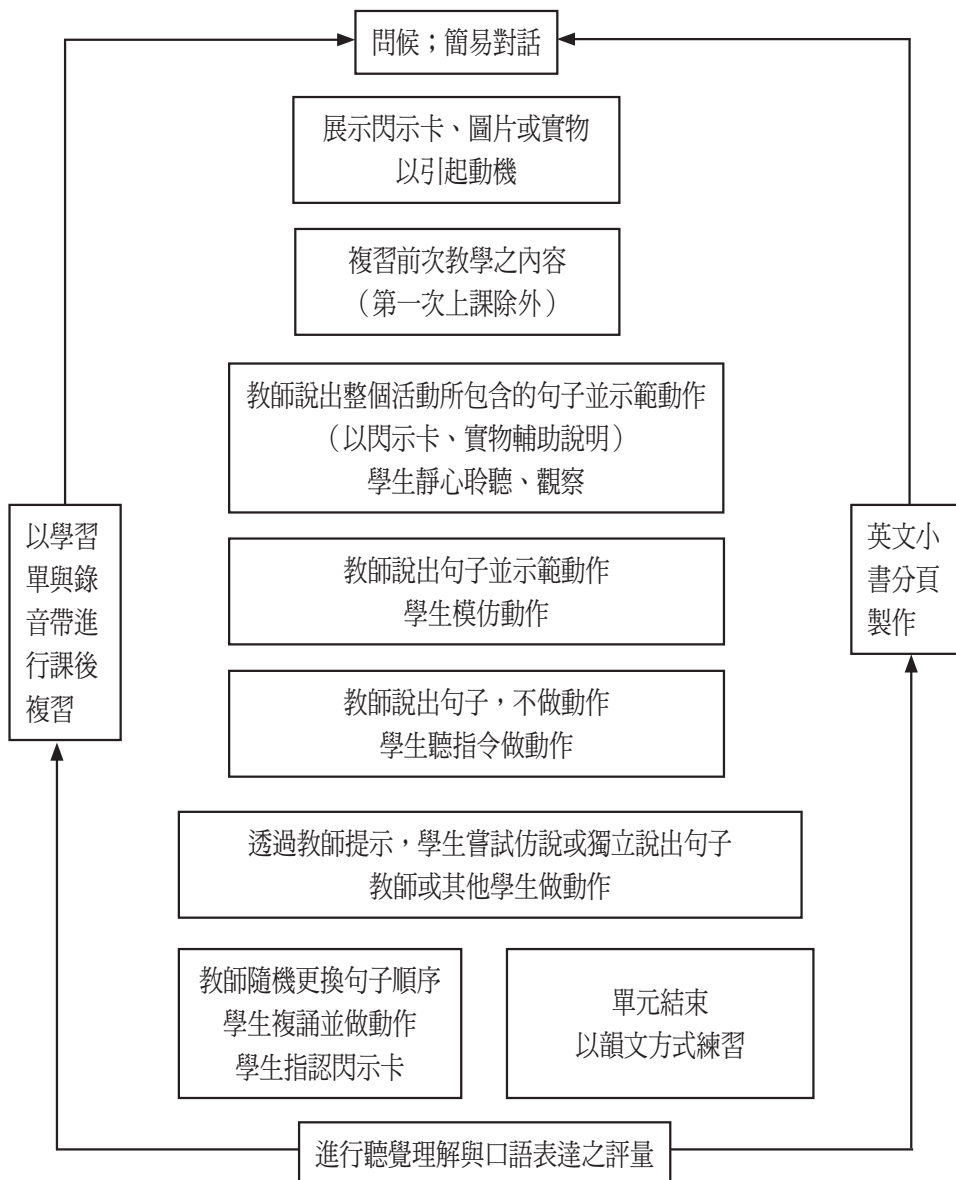 問候；簡易對話
展示閃示卡、圖片或實物
以引起動機
複習前次教學之內容
（第一次上課除外）
教師說出整個活動所包含的句子並示範動作
（以閃示卡、實物輔助說明）
學生靜心聆聽、觀察
以學習
單與錄
音帶進
行課後
複習
教師說出句子並示範動作
學生模仿動作
英文小
書分頁
製作
教師說出句子，不做動作
學生聽指令做動作
透過教師提示，學生嘗試仿說或獨立說出句子
教師或其他學生做動作
教師隨機更換句子順序
學生複誦並做動作
學生指認閃示卡
單元結束
以韻文方式練習
進行聽覺理解與口語表達之評量